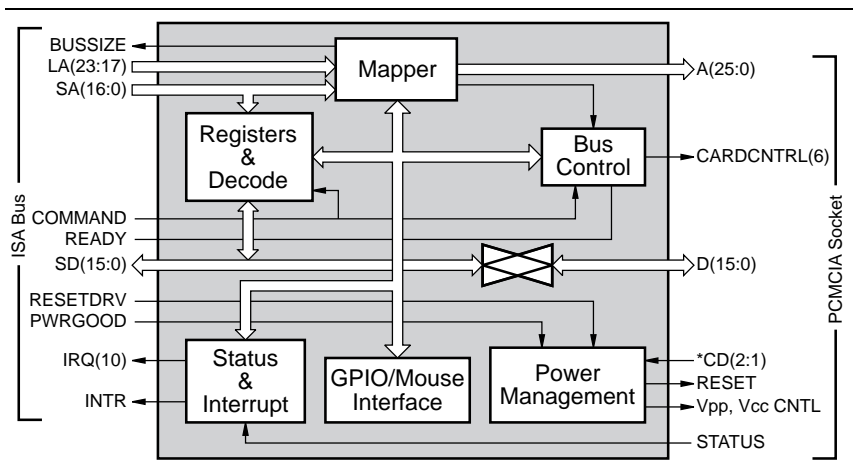 BUSSIZE
LA(23:17)
SA(16:0)
Mapper
A(25:0)
Registers
&
Decode
Bus
Control
CARDCNTRL(6)
ISA Bus
COMMAND
READY
SD(15:0)
D(15:0)
PCMCIA Socket
RESETDRV
PWRGOOD
IRQ(10)
INTR
Status
&
Interrupt
GPIO/Mouse
Interface
Power
Management
*CD(2:1)
RESET
Vpp, Vcc CNTL
STATUS